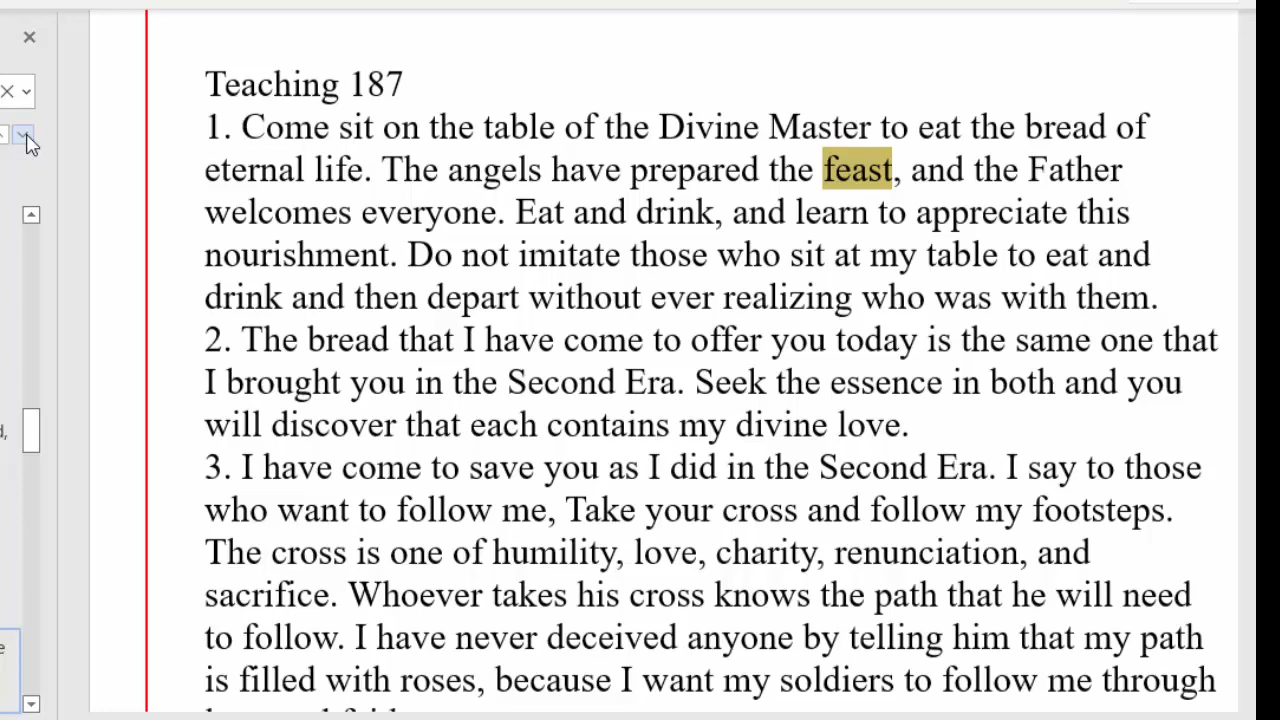 Teaching 187
1. Come sit on the table of the Divine Master to eat the bread of
eternal life. The angels have prepared the feast, and the Father
welcomes everyone. Eat and drink, and learn to appreciate this
nourishment. Do not imitate those who sit at my table to eat and
drink and then depart without ever realizing who was with them.
2. The bread that I have come to offer you today is the same one that
I brought you in the Second Era. Seek the essence in both and you
will discover that each contains my divine love.
3. I have come to save you as I did in the Second Era. I say to those
who want to follow me, Take your cross and follow my footsteps.
The cross is one of humility, love, charity, renunciation, and
sacrifice. Whoever takes his cross knows the path that he will need
to follow. I have never deceived anyone by telling him that my path
is filled with roses, because I want my soldiers to follow me through